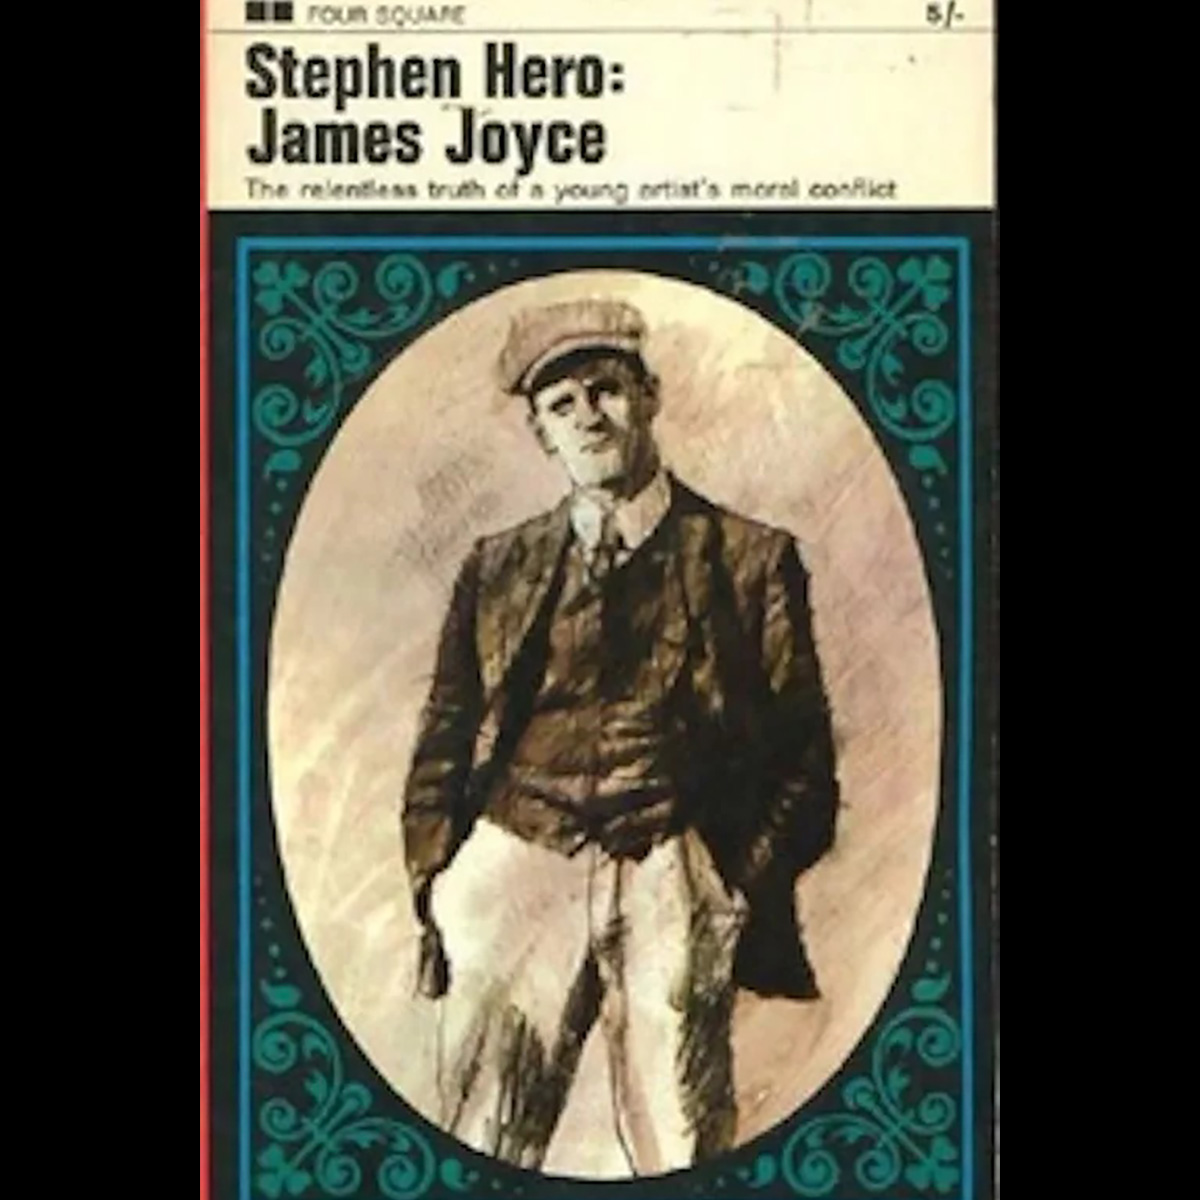 FOUR SQUARE 5/-
Stephen Hero:
James Joyce
The relentless truth of a young artist's moral conflict